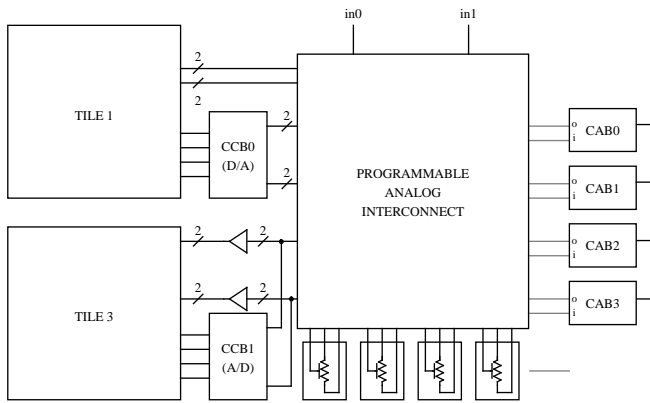 in0
in1
2
2
TILE 1
2
CCB0
(D/A)
2
PROGRAMMABLE
ANALOG
INTERCONNECT
o
i
CAB0
o
i
CAB1
2
2
o
i
CAB2
2
2
o
i
CAB3
TILE 3
CCB1
(A/D)